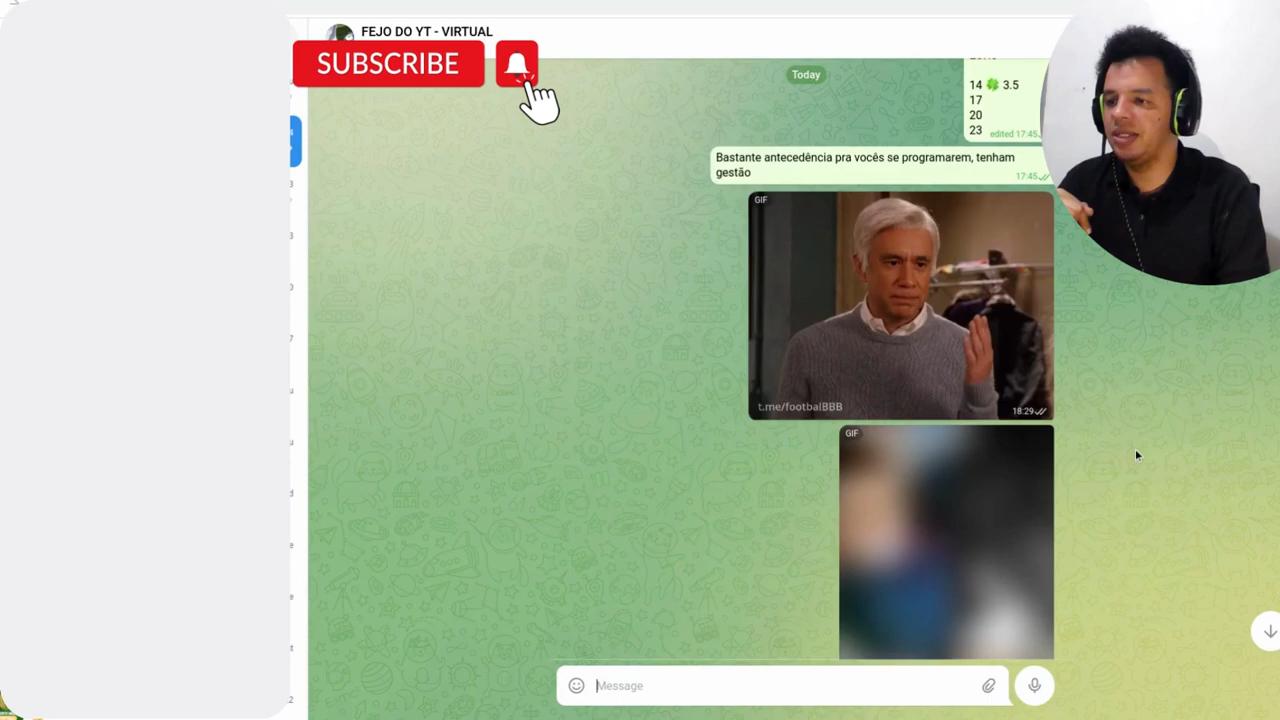 FEJO DO YT - VIRTUAL
SUBSCRIBE
Today
14 🍀 3.5
17
20
23
edited 17:45
Bastante antecedência pra vocês se programarem, tenham
gestão
17:45
GIF
t.me/footbalBBB
18:29
GIF
Message